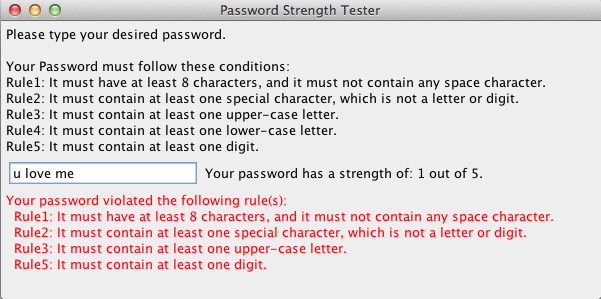 Password Strength Tester
Please type your desired password.
Your Password must follow these conditions:
Rule1: It must have at least 8 characters, and it must not contain any space character.
Rule2: It must contain at least one special character, which is not a letter or digit.
Rule3: It must contain at least one upper-case letter.
Rule4: It must contain at least one lower-case letter.
Rule5: It must contain at least one digit.
u love me Your password has a strength of: 1 out of 5.
Your password violated the following rule(s):
Rule1: It must have at least 8 characters, and it must not contain any space character.
Rule2: It must contain at least one special character, which is not a letter or digit.
Rule3: It must contain at least one upper-case letter.
Rule5: It must contain at least one digit.